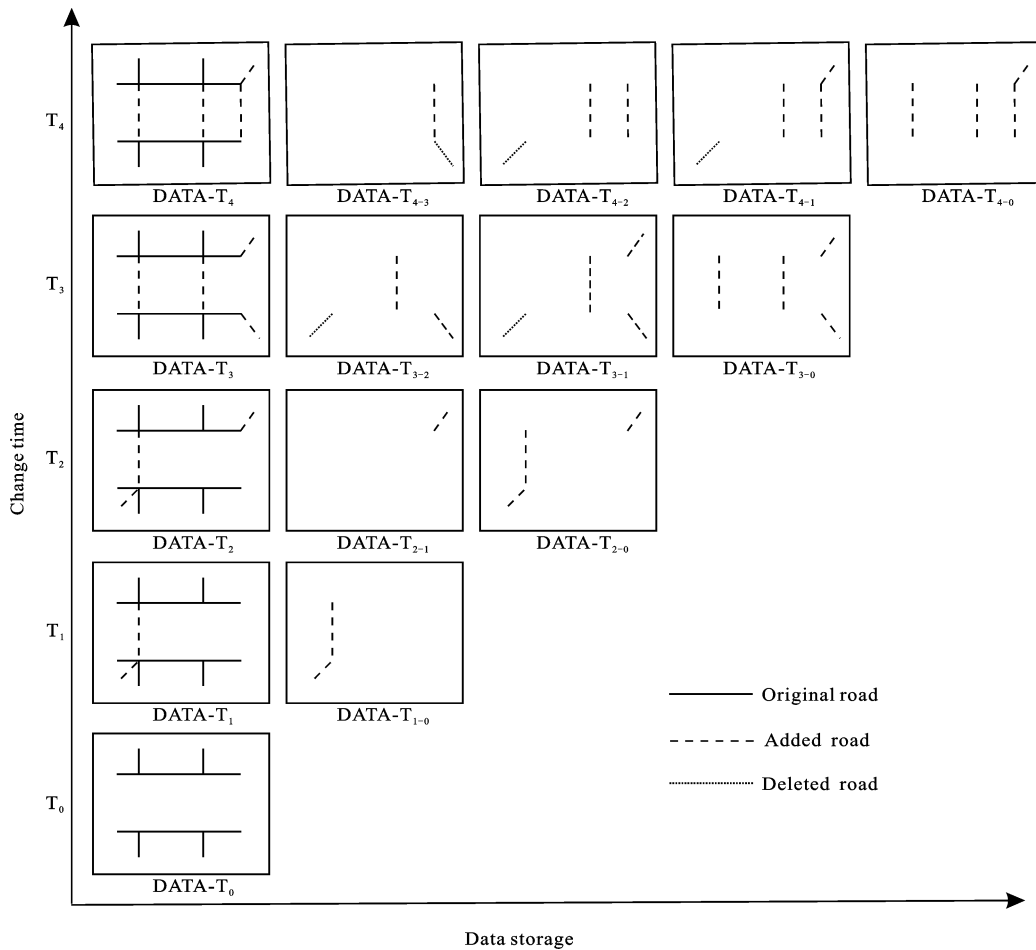 T₄
DATA-T₄
DATA-T₄₋₃
DATA-T₄₋₂
DATA-T₄₋₁
DATA-T₄₋₀
T₃
DATA-T₃
DATA-T₃₋₂
DATA-T₃₋₁
DATA-T₃₋₀
Change time
T₂
DATA-T₂
DATA-T₂₋₁
DATA-T₂₋₀
T₁
DATA-T₁
DATA-T₁₋₀
Original road
Added road
Deleted road
T₀
DATA-T₀
Data storage